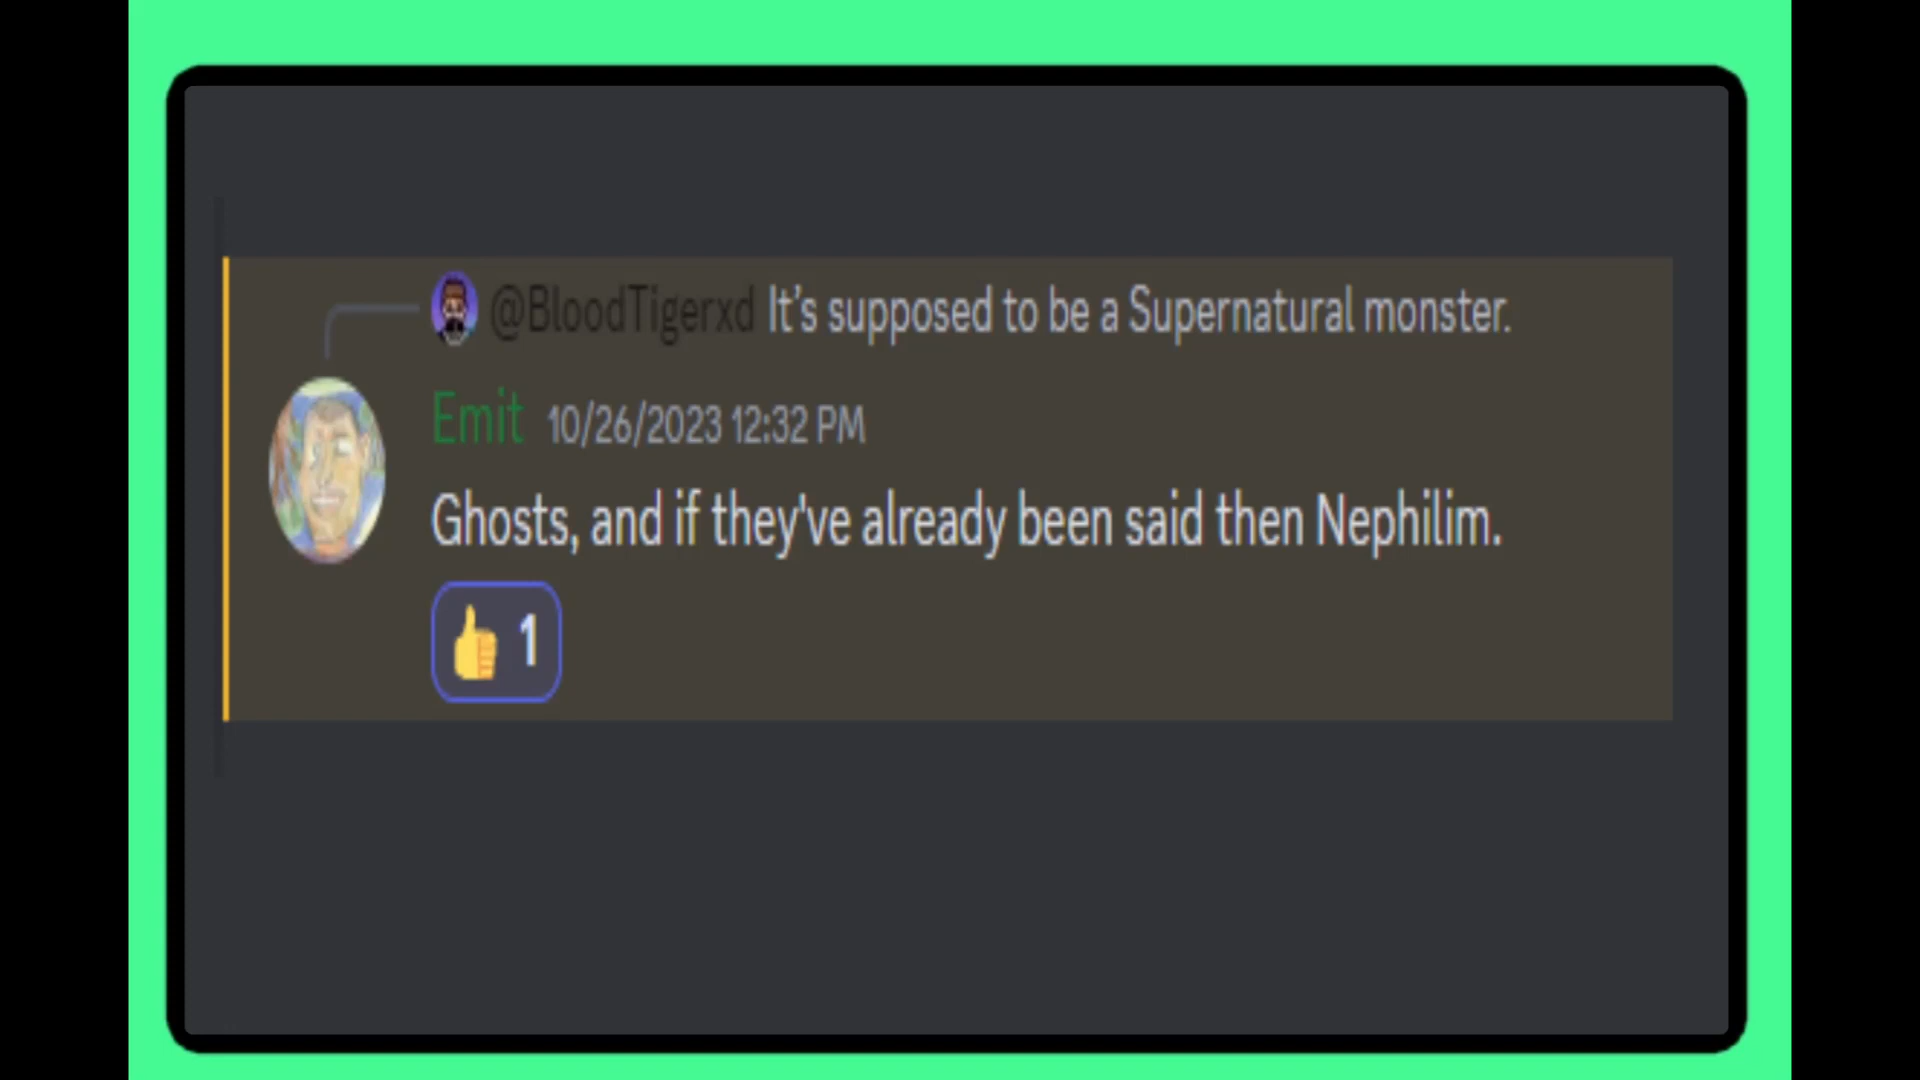 @BloodTigerxd It's supposed to be a Supernatural monster.
Emit 10/26/2023 12:32 PM
Ghosts, and if they've already been said then Nephilim.
👍 1